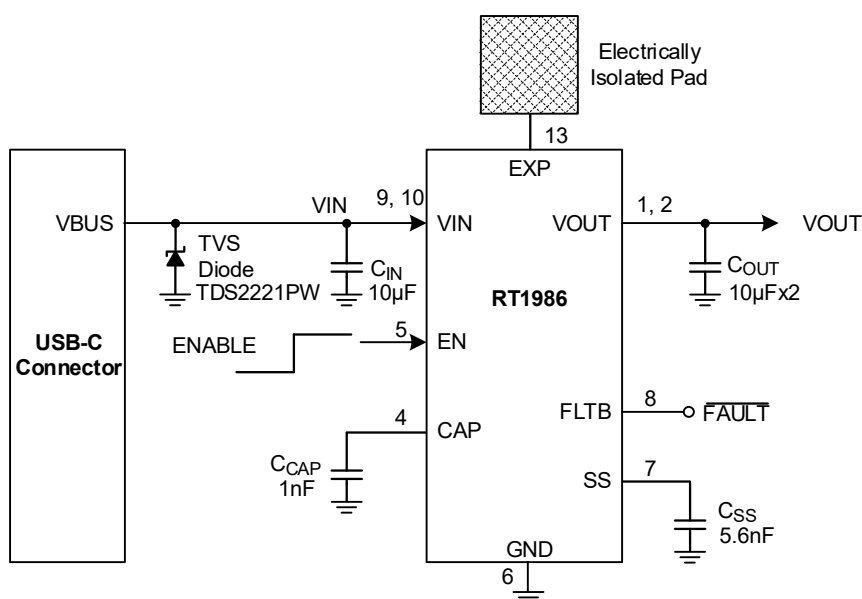 Electrically
Isolated Pad
13
EXP
VBUS
VIN
9, 10
VIN
VOUT
1, 2
VOUT
TVS
Diode
TDS2221PW
CIN
10µF
COUT
10µFx2
RT1986
USB-C
Connector
ENABLE
5
EN
4
CAP
FLTB
8
FAULT
CCAP
1nF
SS
7
CSS
5.6nF
GND
6